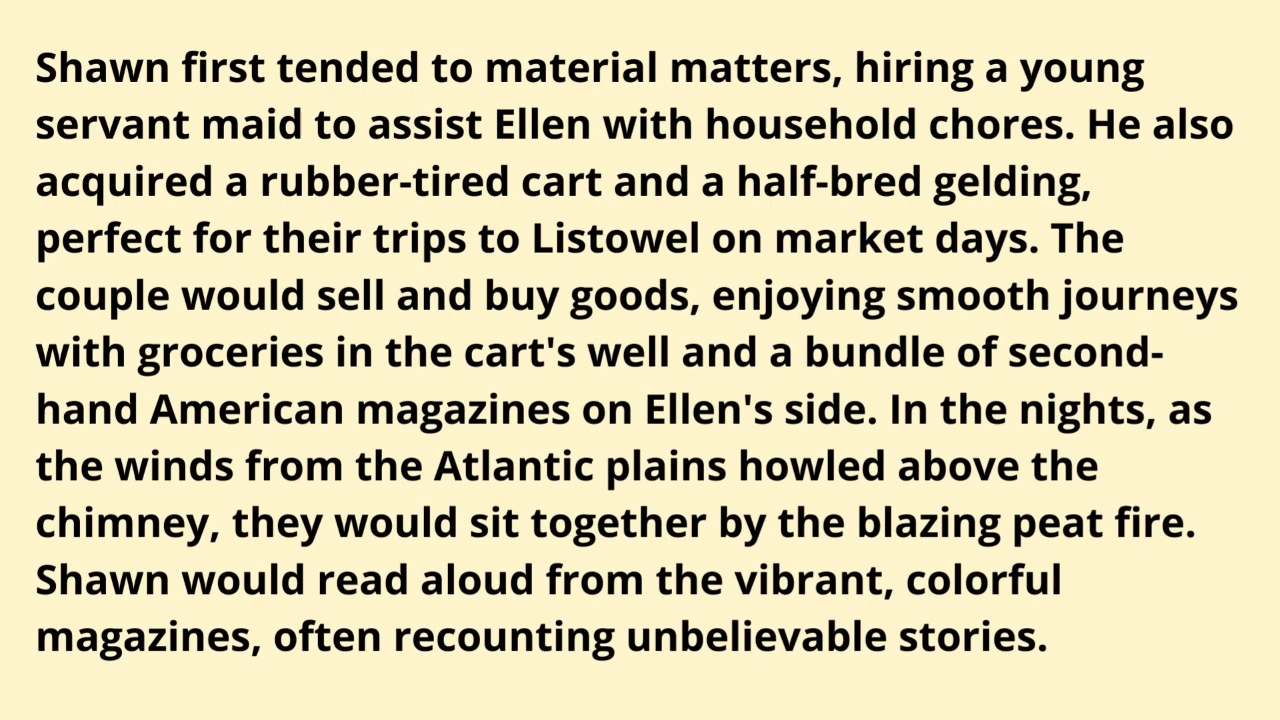 Shawn first tended to material matters, hiring a young
servant maid to assist Ellen with household chores. He also
acquired a rubber-tired cart and a half-bred gelding,
perfect for their trips to Listowel on market days. The
couple would sell and buy goods, enjoying smooth journeys
with groceries in the cart's well and a bundle of second-
hand American magazines on Ellen's side. In the nights, as
the winds from the Atlantic plains howled above the
chimney, they would sit together by the blazing peat fire.
Shawn would read aloud from the vibrant, colorful
magazines, often recounting unbelievable stories.